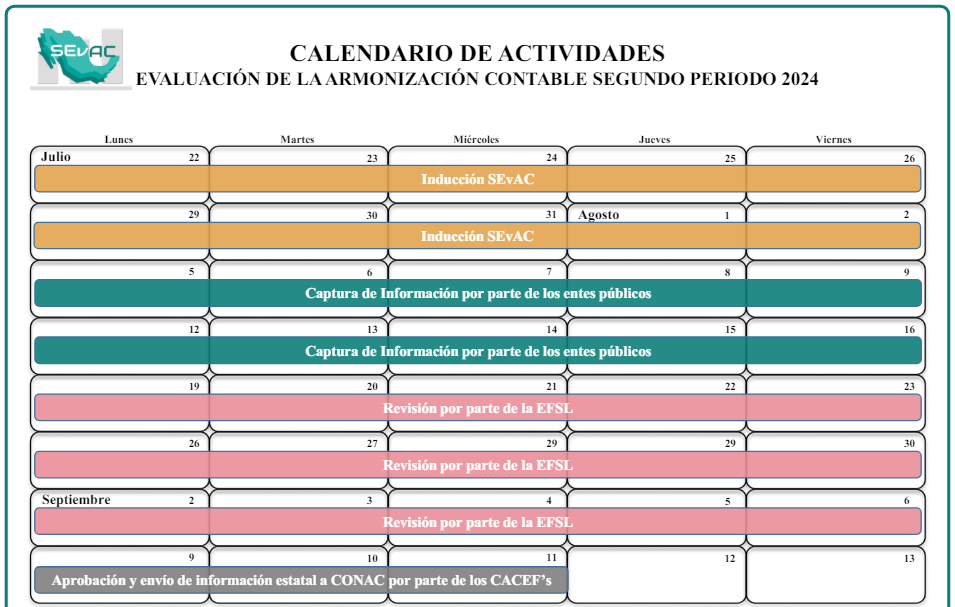 SEvAC
CALENDARIO DE ACTIVIDADES
EVALUACIÓN DE LA ARMONIZACIÓN CONTABLE SEGUNDO PERIODO 2024
Lunes Martes Miércoles Jueves Viernes
Julio 22 23 24 25 26
Inducción SEvAC
29 30 31 Agosto 1 2
Inducción SEvAC
5 6 7 8 9
Captura de Información por parte de los entes públicos
12 13 14 15 16
Captura de Información por parte de los entes públicos
19 20 21 22 23
Revisión por parte de la EFSL
26 27 29 29 30
Revisión por parte de la EFSL
Septiembre 2 3 4 5 6
Revisión por parte de la EFSL
9 10 11 12 13
Aprobación y envío de información estatal a CONAC por parte de los CACEF's